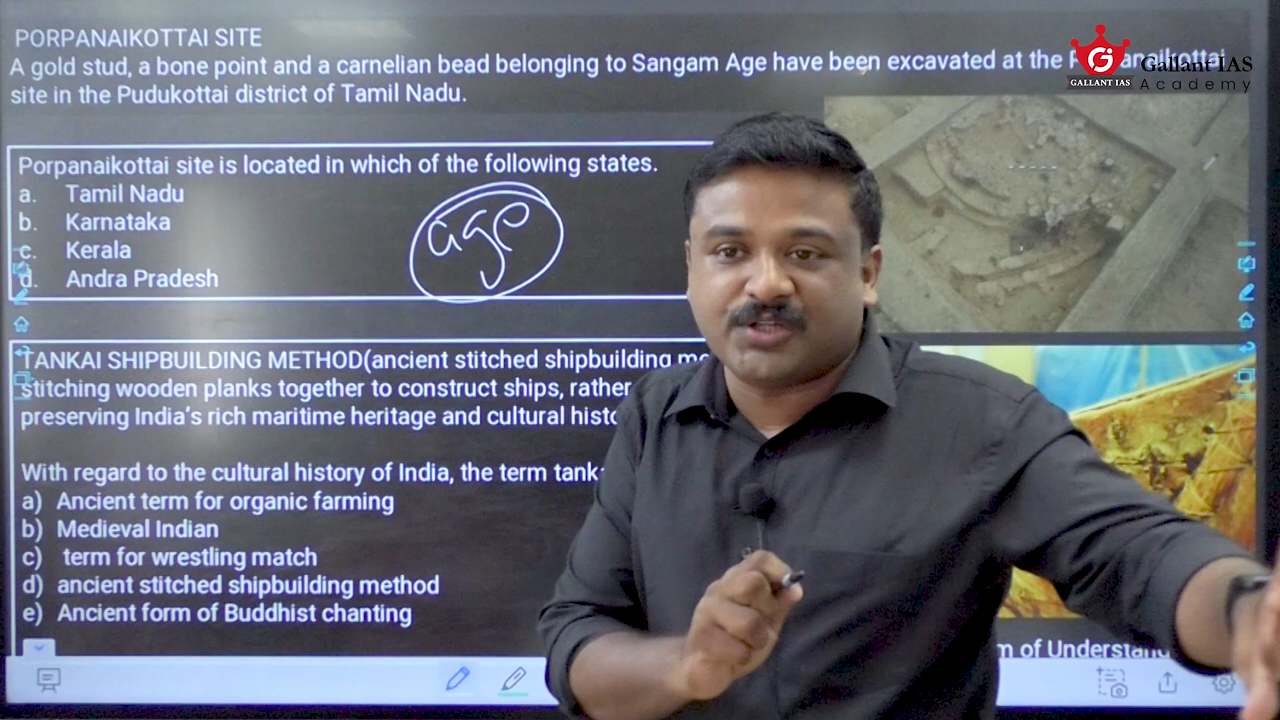 PORPANAIKOTTAI SITE
A gold stud, a bone point and a carnelian bead belonging to Sangam Age have been excavated at the
site in the Pudukottai district of Tamil Nadu.
Gi
GALLANT IAS
Gallant IAS
Academy
Porpanaikottai site is located in which of the following states.
a. Tamil Nadu
b. Karnataka
c. Kerala
d. Andra Pradesh
age
TANKAI SHIPBUILDING METHOD(ancient stitched shipbuilding
stitching wooden planks together to construct ships, rather
preserving India's rich maritime heritage and cultural
With regard to the cultural history of India, the term
a) Ancient term for organic farming
b) Medieval Indian
c) term for wrestling match
d) ancient stitched shipbuilding method
e) Ancient form of Buddhist chanting
of